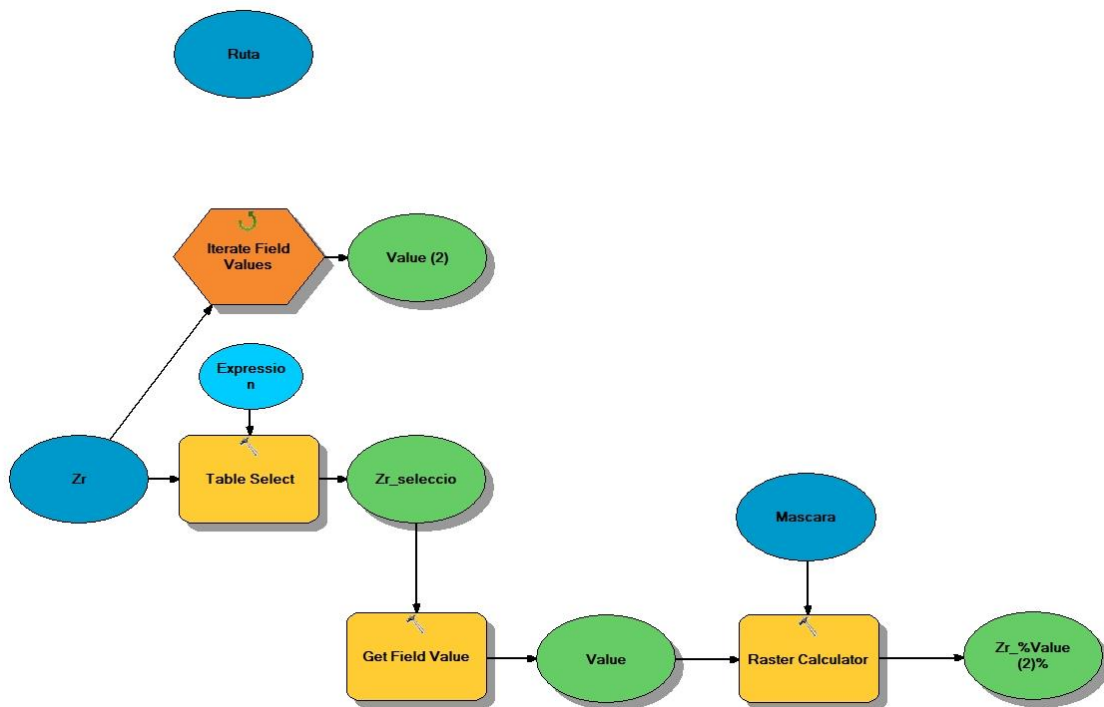 Ruta
Iterate Field
Values
Value (2)
Expressio
n
Zr
Table Select
Zr_seleccio
Mascara
Get Field Value
Value
Raster Calculator
Zr_%Value
(2)%